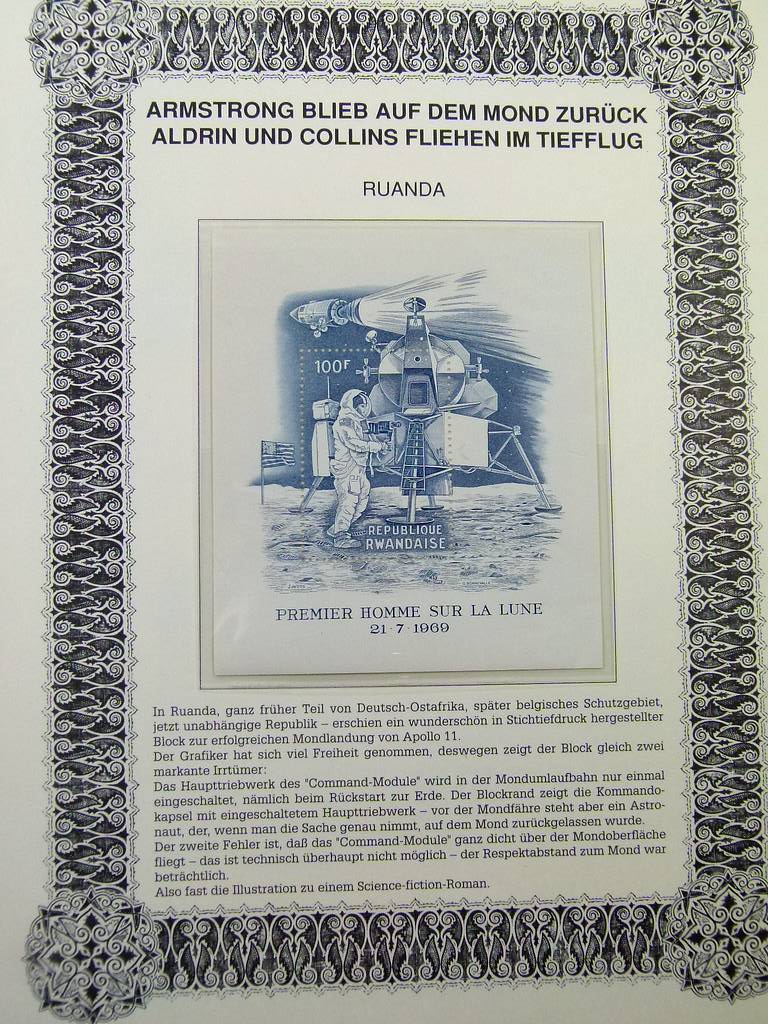 ARMSTRONG BLIEB AUF DEM MOND ZURÜCK
ALDRIN UND COLLINS FLIEHEN IM TIEFFLUG
RUANDA
100F
REPUBLIQUE
RWANDAISE
PREMIER HOMME SUR LA LUNE
21-7-1969
In Ruanda, ganz früher Teil von Deutsch-Ostafrika, später belgisches Schutzgebiet,
jetzt unabhängige Republik – erschien ein wunderschön in Stichtiefdruck hergestellter
Block zur erfolgreichen Mondlandung von Apollo 11.
Der Grafiker hat sich viel Freiheit genommen, deswegen zeigt der Block gleich zwei
markante Irrtümer:
Das Haupttriebwerk des "Command-Module" wird in der Mondumlaufbahn nur einmal
eingeschaltet, nämlich beim Rückstart zur Erde. Der Blockrand zeigt die Kommando-
kapsel mit eingeschaltetem Haupttriebwerk – vor der Mondfähre steht aber ein Astro-
naut, der, wenn man die Sache genau nimmt, auf dem Mond zurückgelassen wurde.
Der zweite Fehler ist, daß das "Command-Module" ganz dicht über der Mondoberfläche
fliegt – das ist technisch überhaupt nicht möglich – der Respektabstand zum Mond war
beträchtlich.
Also fast die Illustration zu einem Science-fiction-Roman.